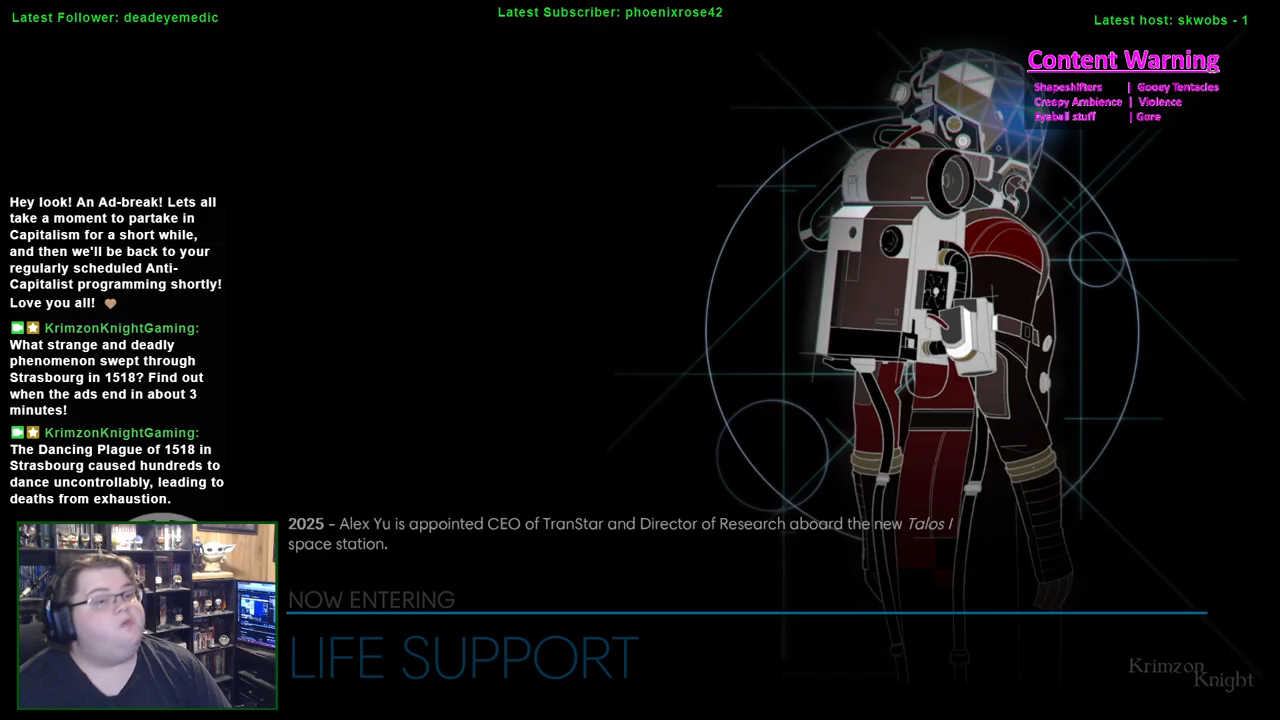 Latest Follower: deadeyemedic
Latest Subscriber: phoenixrose42
Latest host: skwobs - 1
Content Warning
Shapeshifters | Gooey Tentacles
Creepy Ambience | Violence
Eyeball stuff | Gore
Hey look! An Ad-break! Lets all
take a moment to partake in
Capitalism for a short while,
and then we'll be back to your
regularly scheduled Anti-
Capitalist programming shortly!
Love you all!
KrimzonKnightGaming:
What strange and deadly
phenomenon swept through
Strasbourg in 1518? Find out
when the ads end in about 3
minutes!
KrimzonKnightGaming:
The Dancing Plague of 1518 in
Strasbourg caused hundreds to
dance uncontrollably, leading to
deaths from exhaustion.
2025 - Alex Yu is appointed CEO of TranStar and Director of Research aboard the new Talos I
space station.
NOW ENTERING
LIFE SUPPORT
Krimzon
Knight